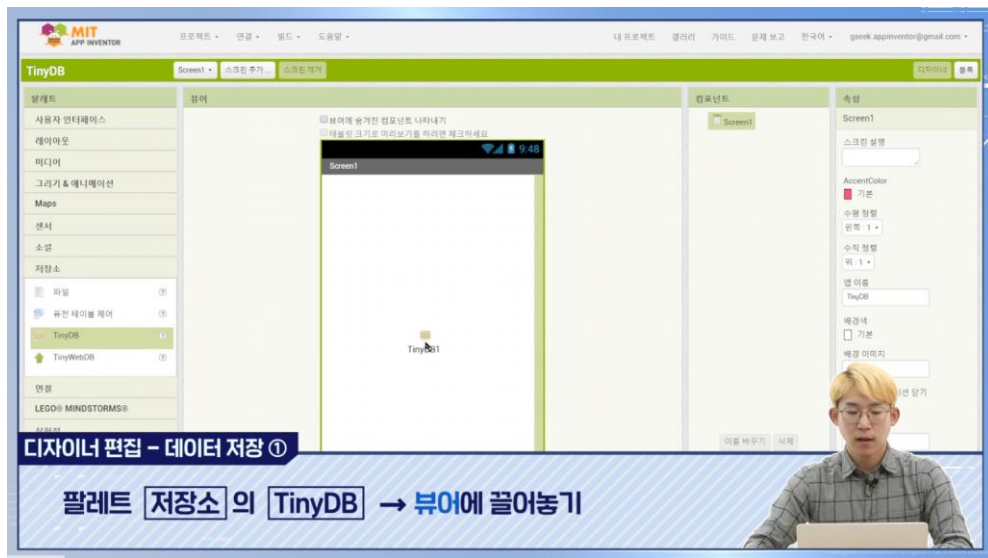 MIT
APP INVENTOR
프로젝트 연결 빌드 도움말
내 프로젝트 갤러리 가이드 문제 보고 한국어 gseek.appinventor@gmail.com
TinyDB
Screen1 스크린 추가... 스크린 제거
디자이너 블록
팔레트
사용자 인터페이스
레이아웃
미디어
그리기 & 애니메이션
Maps
센서
소셜
저장소
파일
퓨전 테이블 제어
TinyDB
TinyWebDB
연결
LEGO® MINDSTORMS®
뷰어
뷰어에 숨겨진 컴포넌트 나타내기
태블릿 크기로 미리보기를 하려면 체크하세요
9:48
Screen1
TinyDB1
컴포넌트
Screen1
이름 바꾸기 삭제
속성
Screen1
스크린 설명
AccentColor
기본
수평 정렬
왼쪽 : 1
수직 정렬
위 : 1
앱 이름
TinyDB
배경색
기본
배경 이미지
닫기
디자이너 편집 – 데이터 저장 ①
팔레트 저장소 의 TinyDB → 뷰어에 끌어놓기